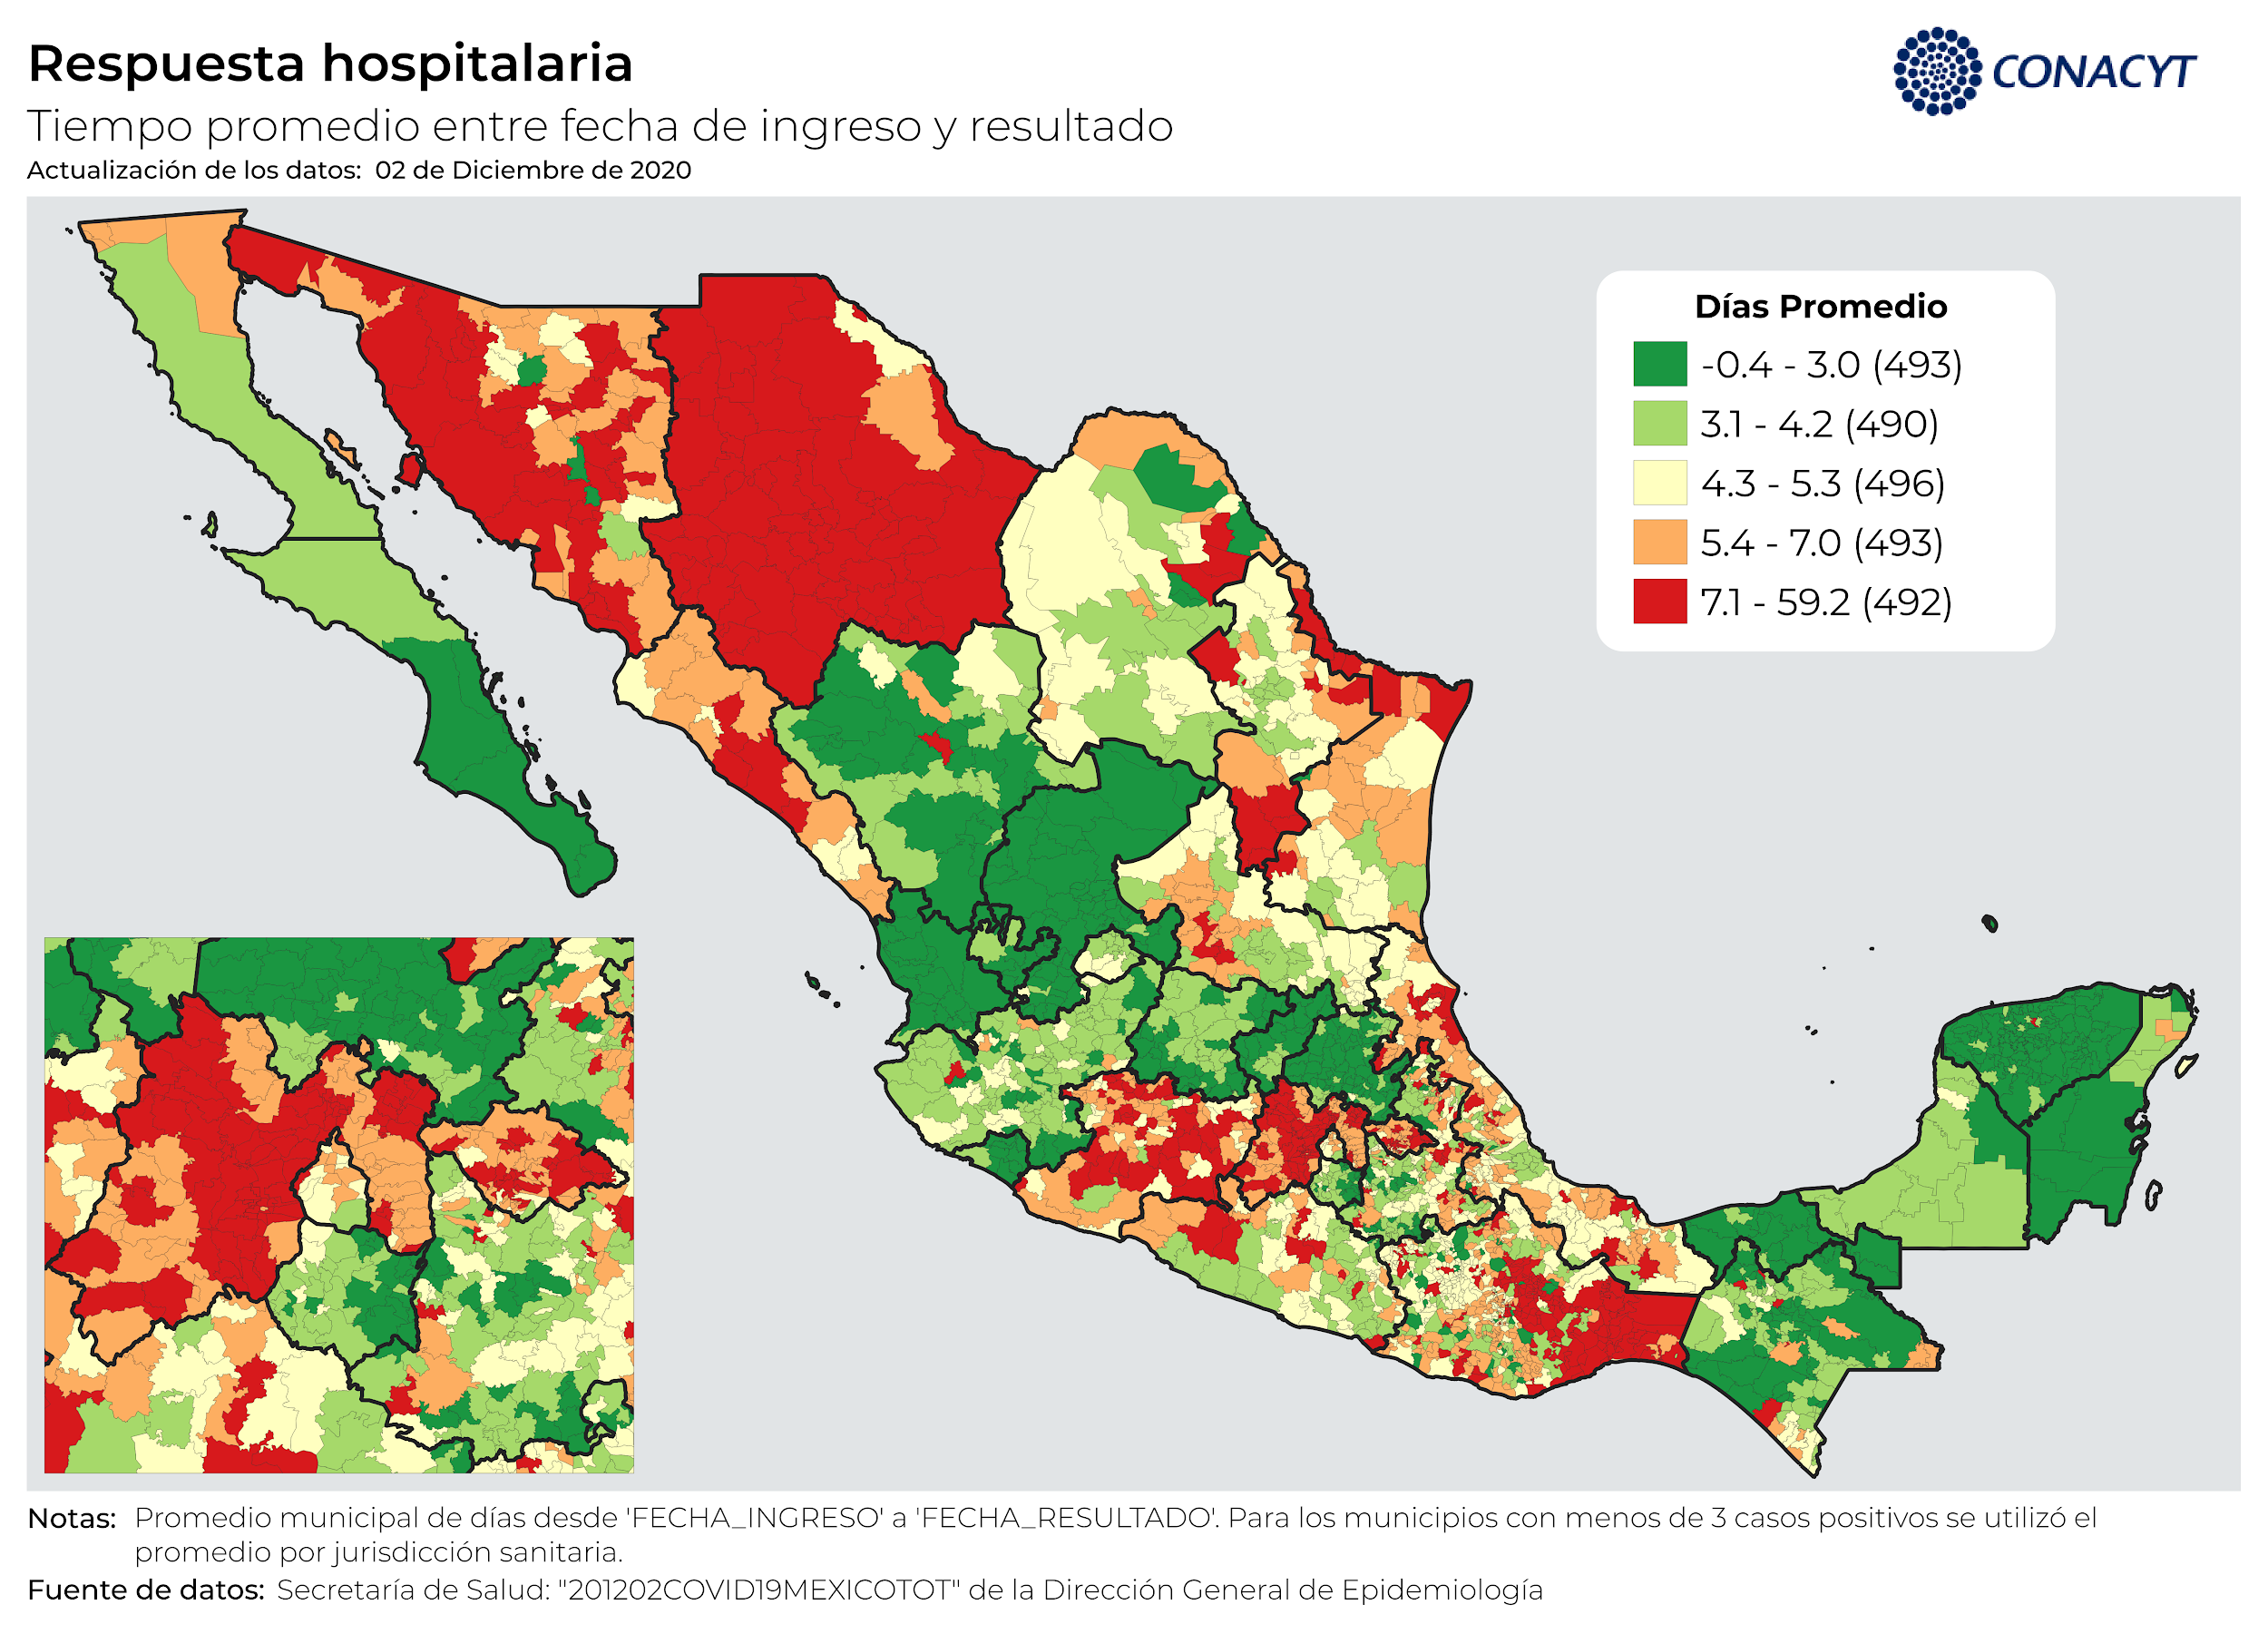 Respuesta hospitalaria
CONACYT
Tiempo promedio entre fecha de ingreso y resultado
Actualización de los datos: 02 de Diciembre de 2020
Días Promedio
-0.4 - 3.0 (493)
3.1 - 4.2 (490)
4.3 - 5.3 (496)
5.4 - 7.0 (493)
7.1 - 59.2 (492)
Notas: Promedio municipal de días desde 'FECHA_INGRESO' a 'FECHA_RESULTADO'. Para los municipios con menos de 3 casos positivos se utilizó el
promedio por jurisdicción sanitaria.
Fuente de datos: Secretaría de Salud: "201202COVID19MEXICOTOT" de la Dirección General de Epidemiología